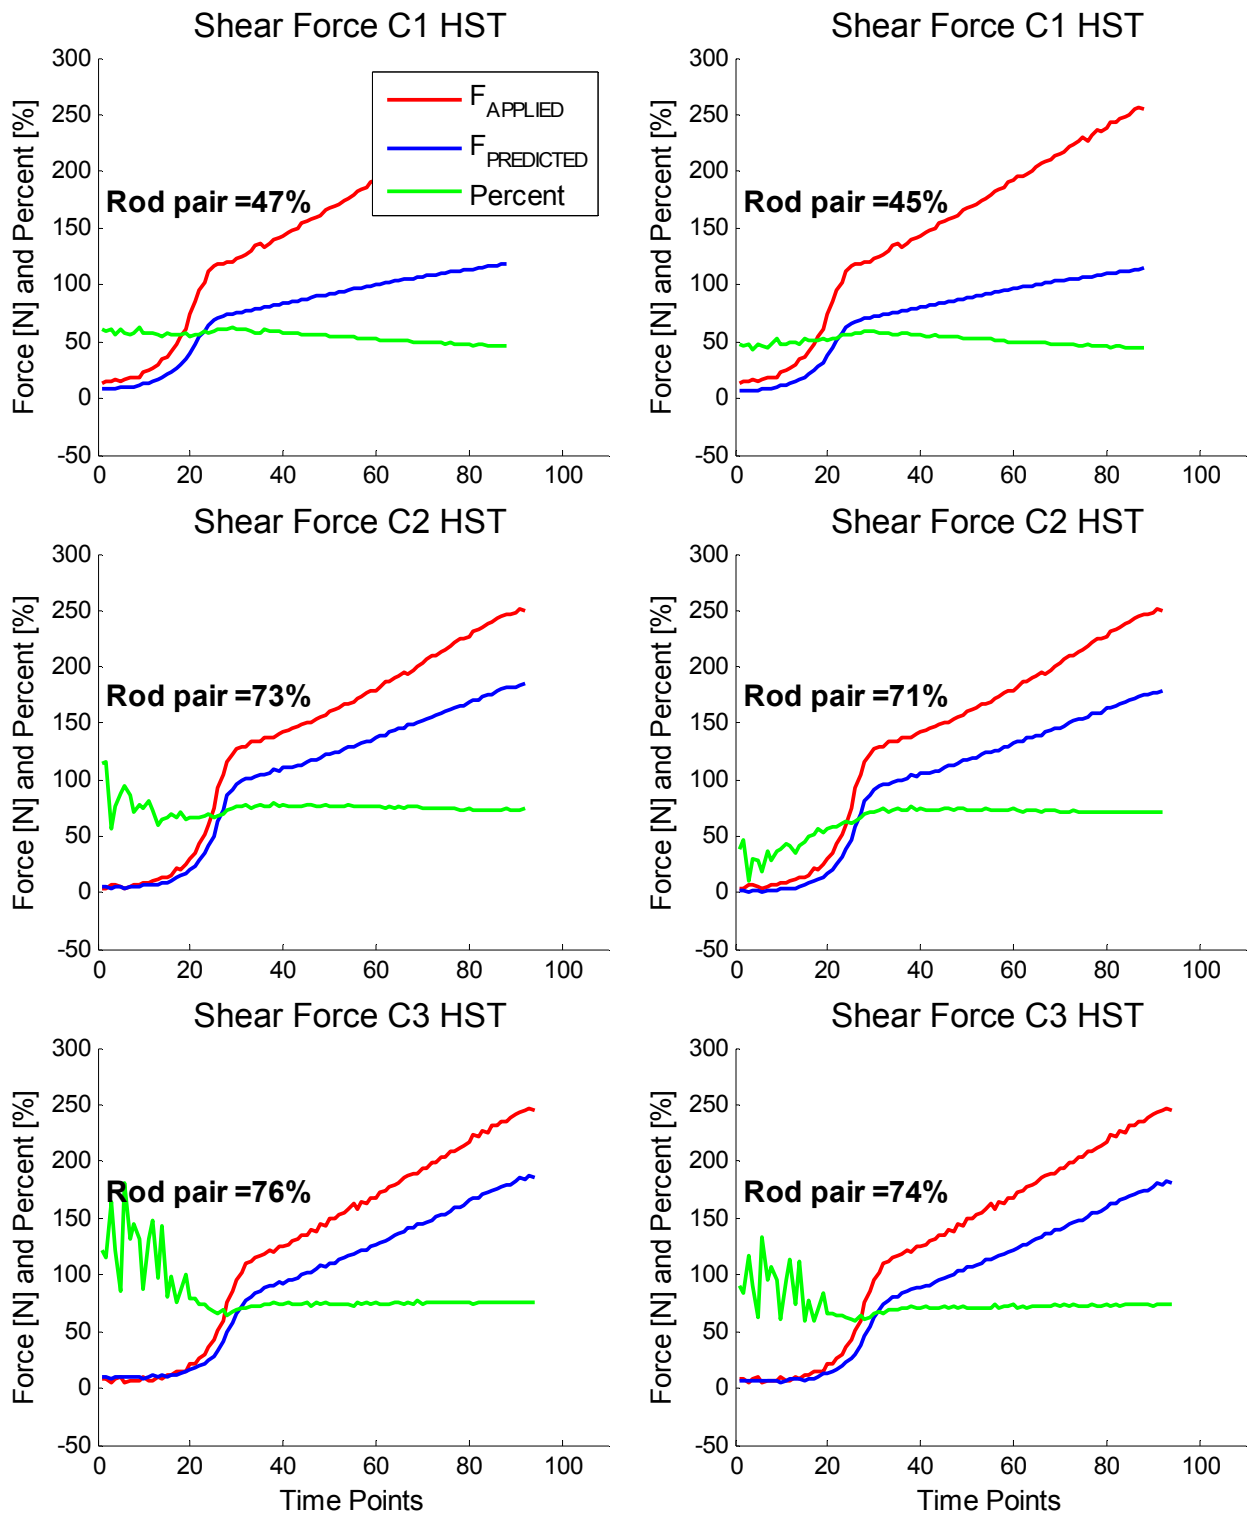 Shear Force C1 HST
Force [N] and Percent [%]
300
250
200
150
100
50
0
-50
0 20 40 60 80 100
Rod pair =47%
F APPLIED
F PREDICTED
Percent
Shear Force C1 HST
Force [N] and Percent [%]
300
250
200
150
100
50
0
-50
0 20 40 60 80 100
Rod pair =45%
Shear Force C2 HST
Force [N] and Percent [%]
300
250
200
150
100
50
0
-50
0 20 40 60 80 100
Rod pair =73%
Shear Force C2 HST
Force [N] and Percent [%]
300
250
200
150
100
50
0
-50
0 20 40 60 80 100
Rod pair =71%
Shear Force C3 HST
Force [N] and Percent [%]
300
250
200
150
100
50
0
-50
0 20 40 60 80 100
Rod pair =76%
Time Points
Shear Force C3 HST
Force [N] and Percent [%]
300
250
200
150
100
50
0
-50
0 20 40 60 80 100
Rod pair =74%
Time Points